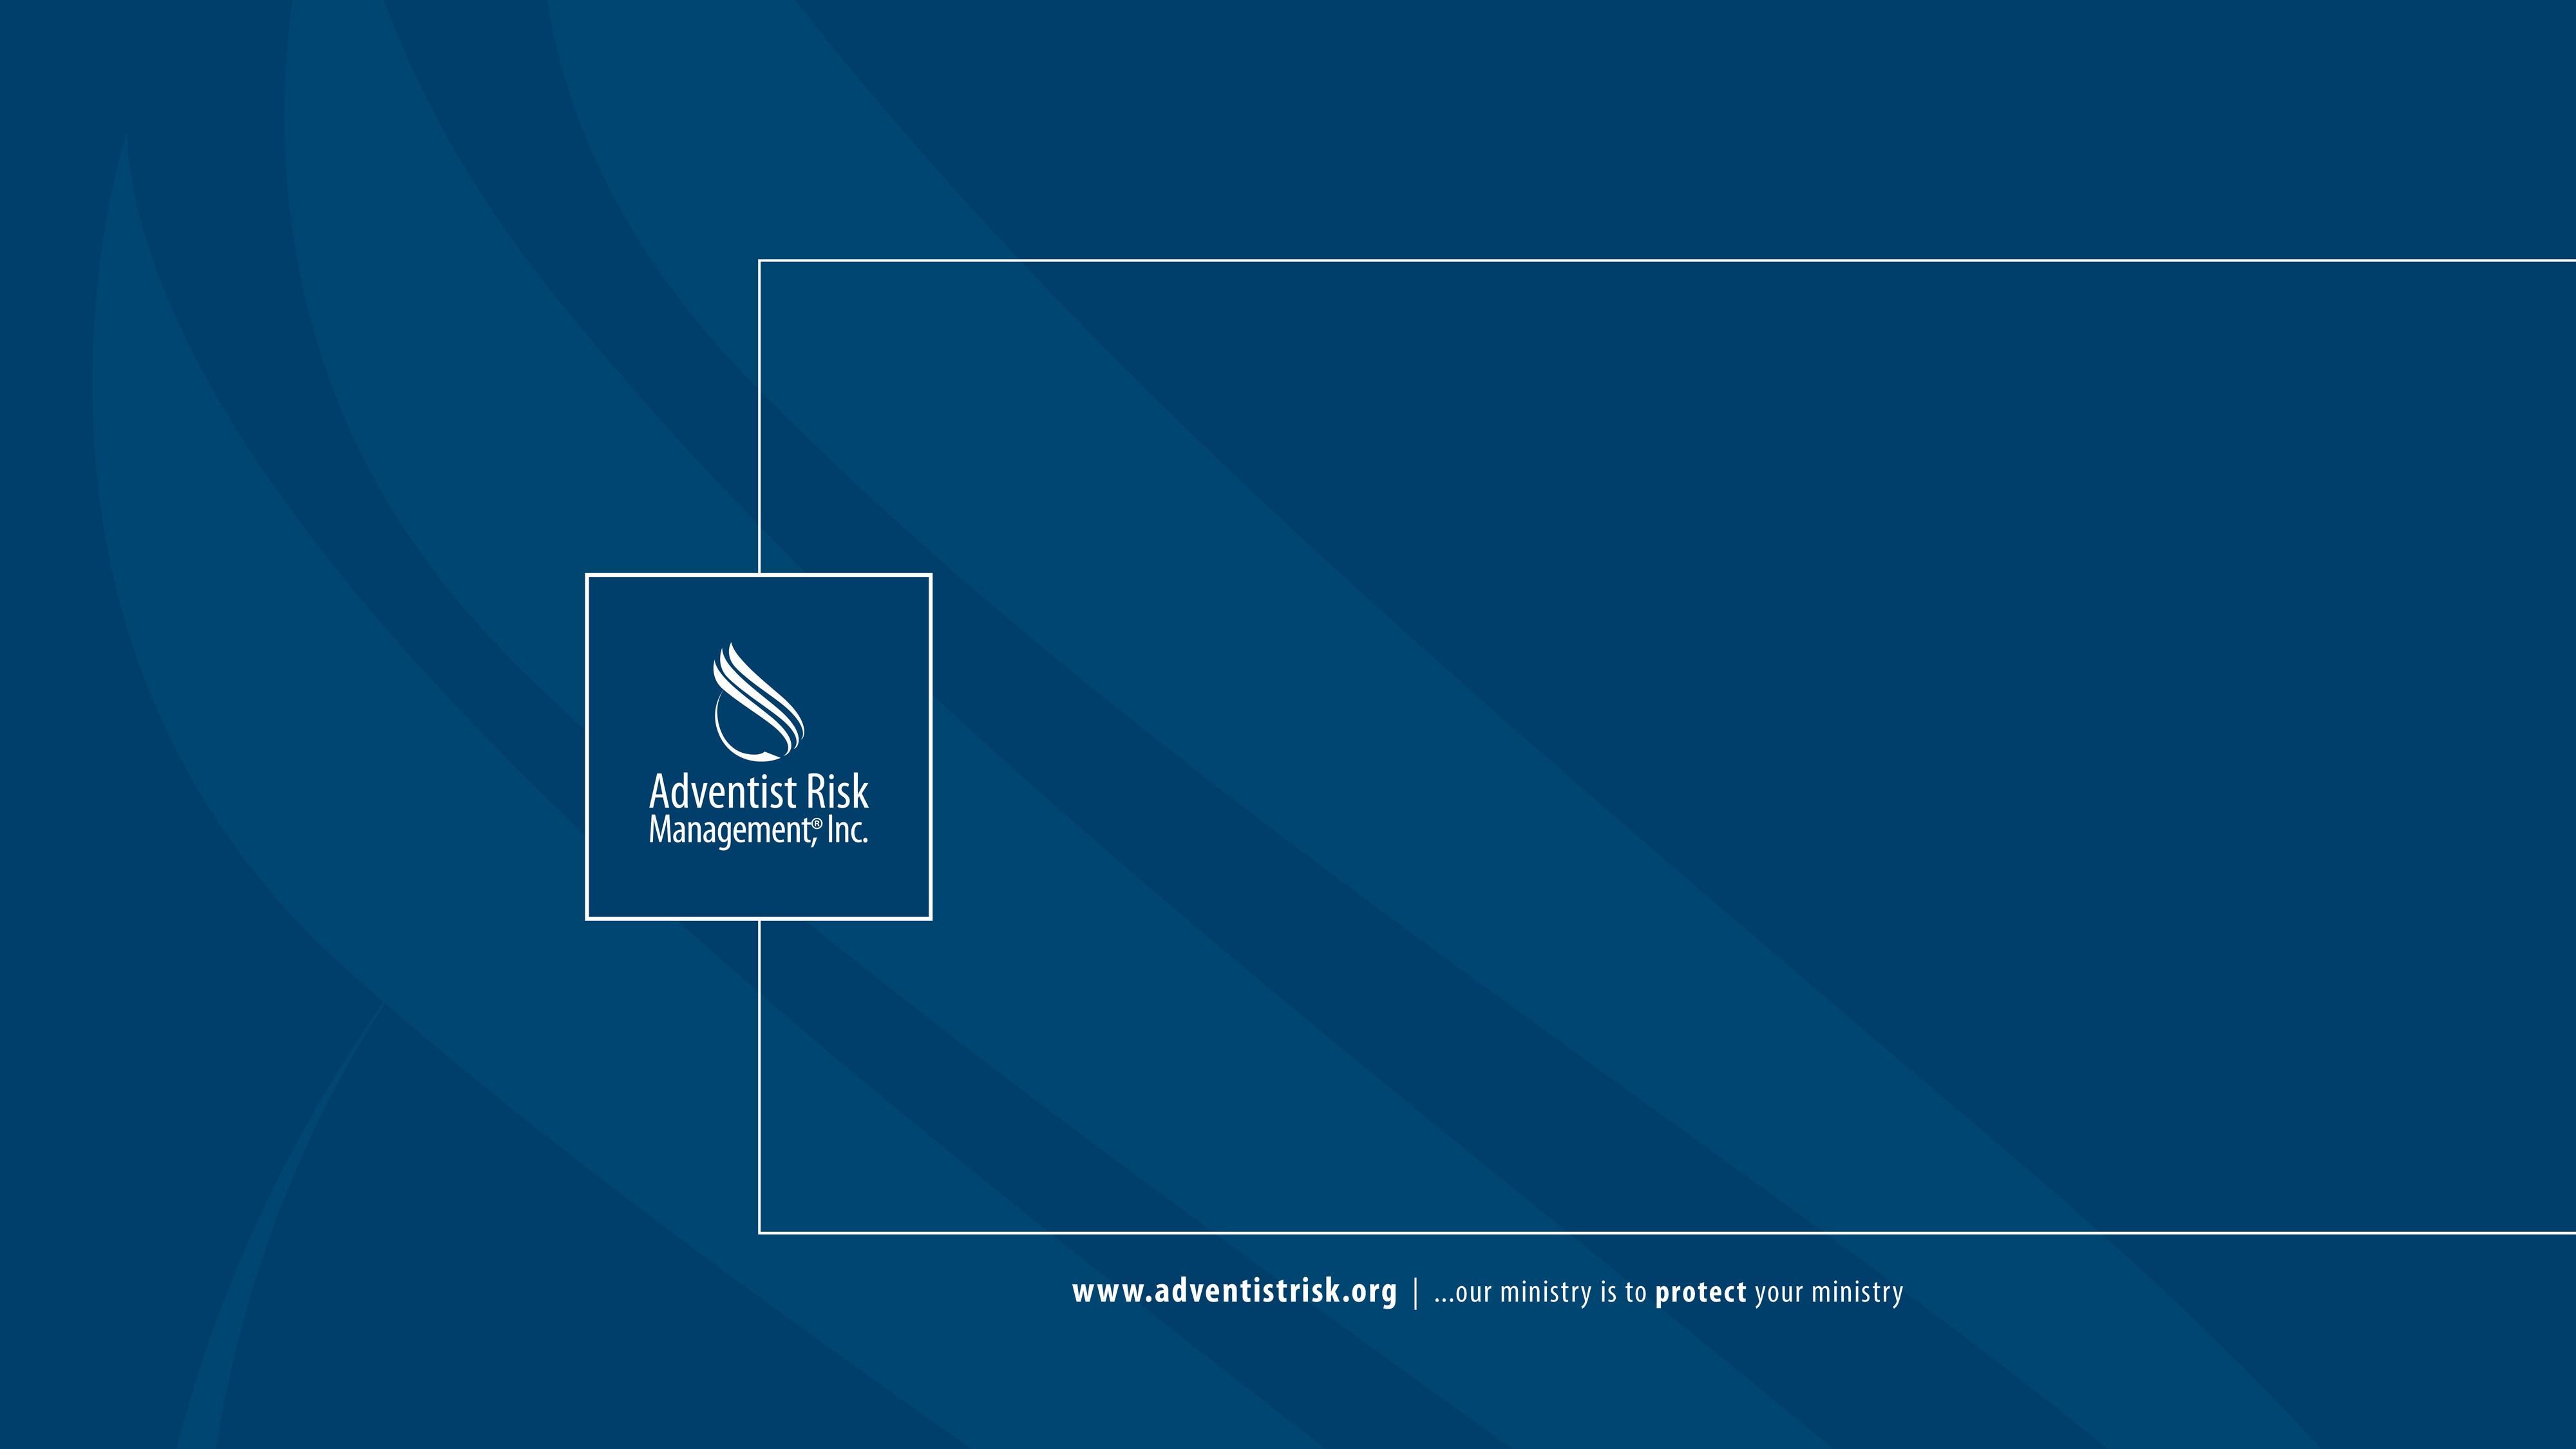 Adventist Risk
Management,® Inc.
www.adventistrisk.org | ...our ministry is to protect your ministry